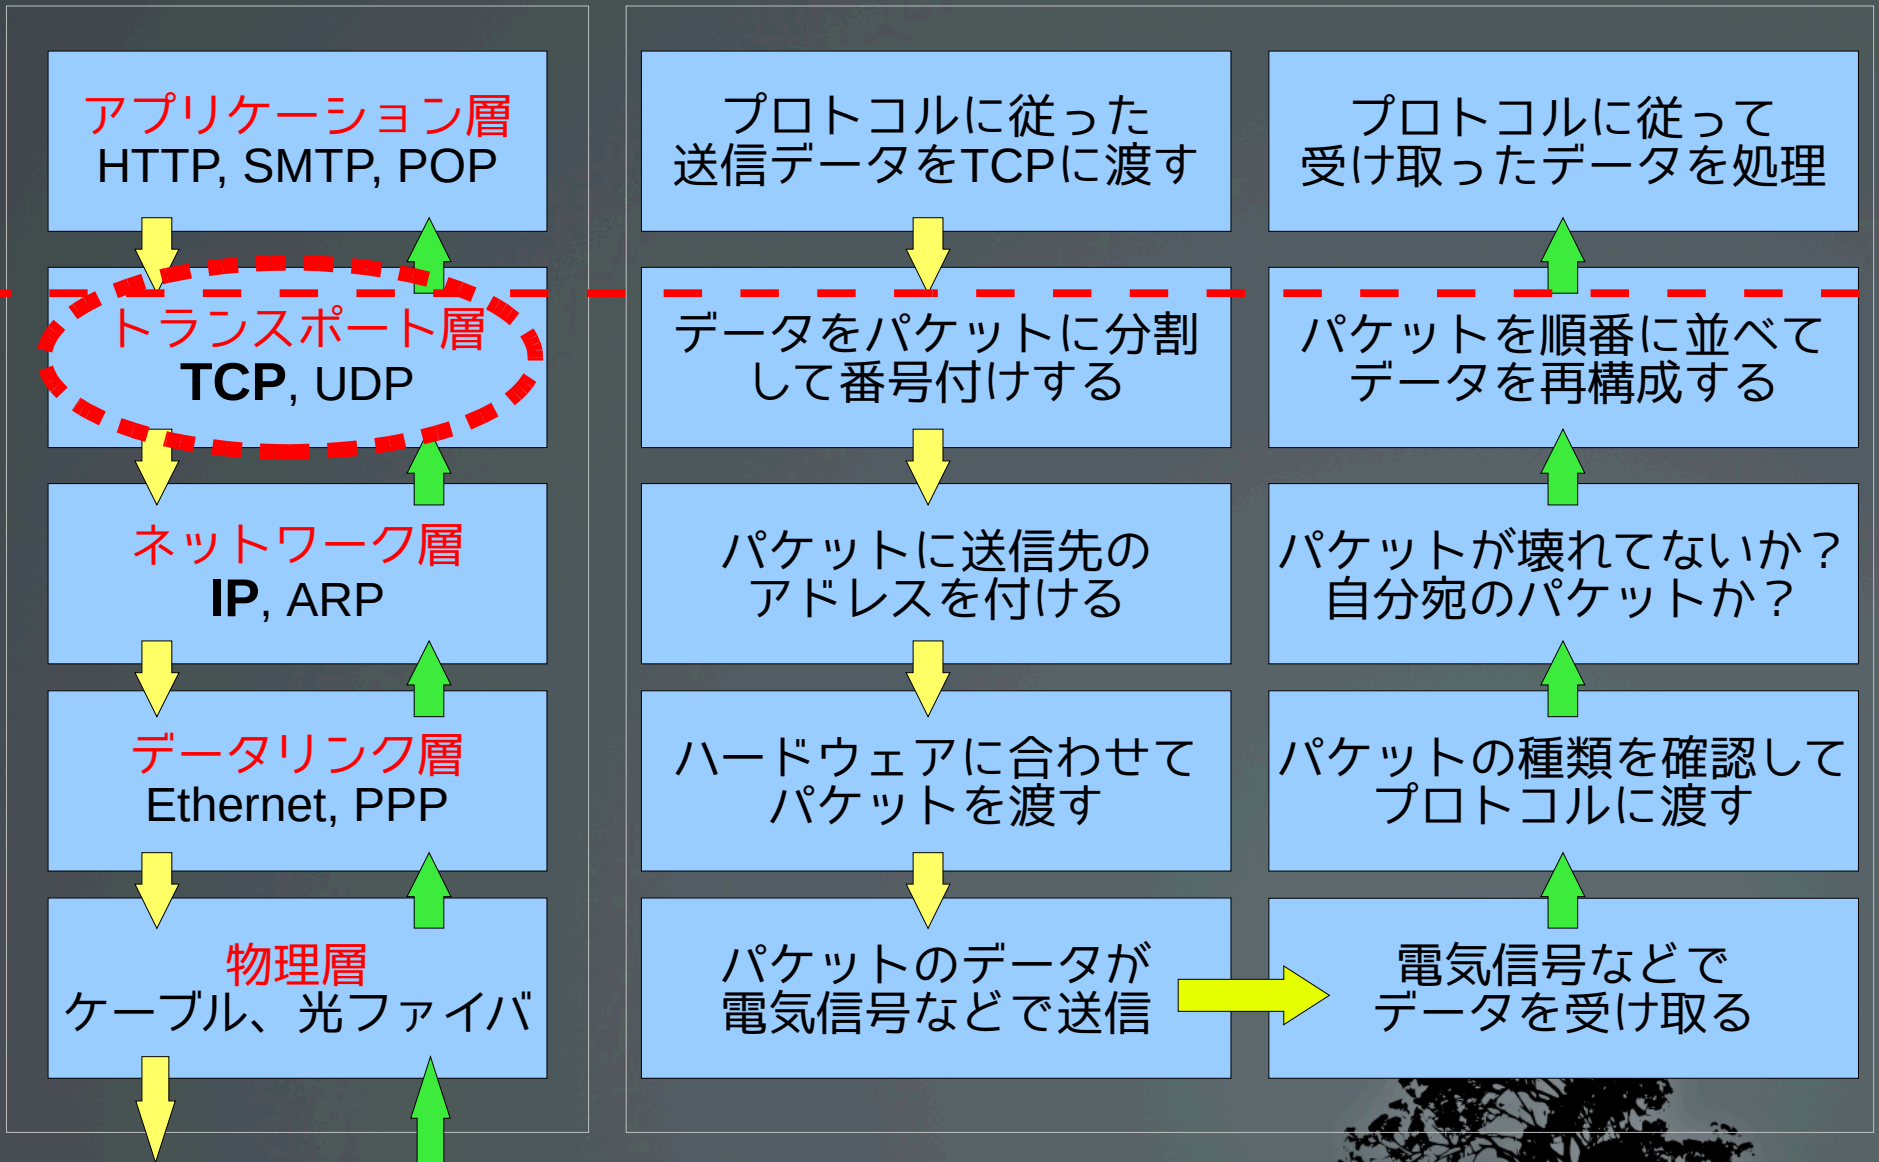 アプリケーション層
HTTP, SMTP, POP
トランスポート層
TCP, UDP
ネットワーク層
IP, ARP
データリンク層
Ethernet, PPP
物理層
ケーブル、光ファイバ
プロトコルに従った
送信データをTCPに渡す
データをパケットに分割
して番号付けする
パケットに送信先の
アドレスを付ける
ハードウェアに合わせて
パケットを渡す
パケットのデータが
電気信号などで送信
プロトコルに従って
受け取ったデータを処理
パケットを順番に並べて
データを再構成する
パケットが壊れてないか？
自分宛のパケットか？
パケットの種類を確認して
プロトコルに渡す
電気信号などで
データを受け取る